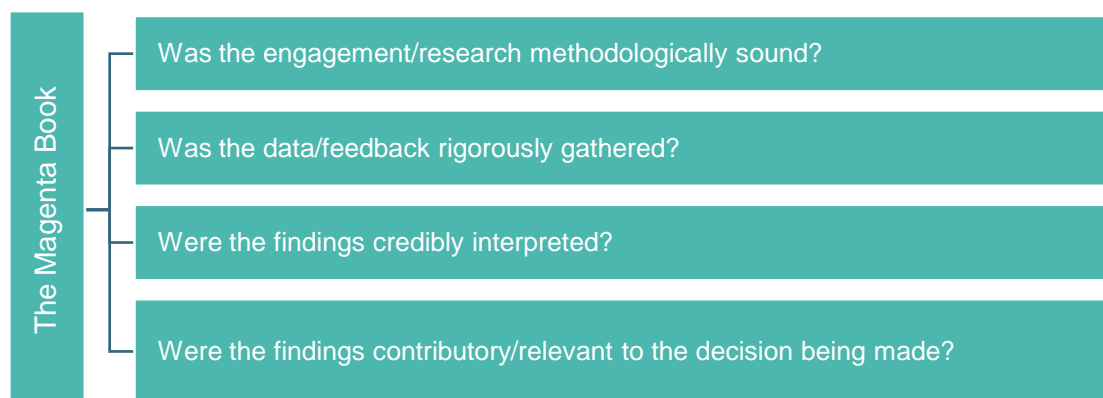 The Magenta Book
Was the engagement/research methodologically sound?
Was the data/feedback rigorously gathered?
Were the findings credibly interpreted?
Were the findings contributory/relevant to the decision being made?